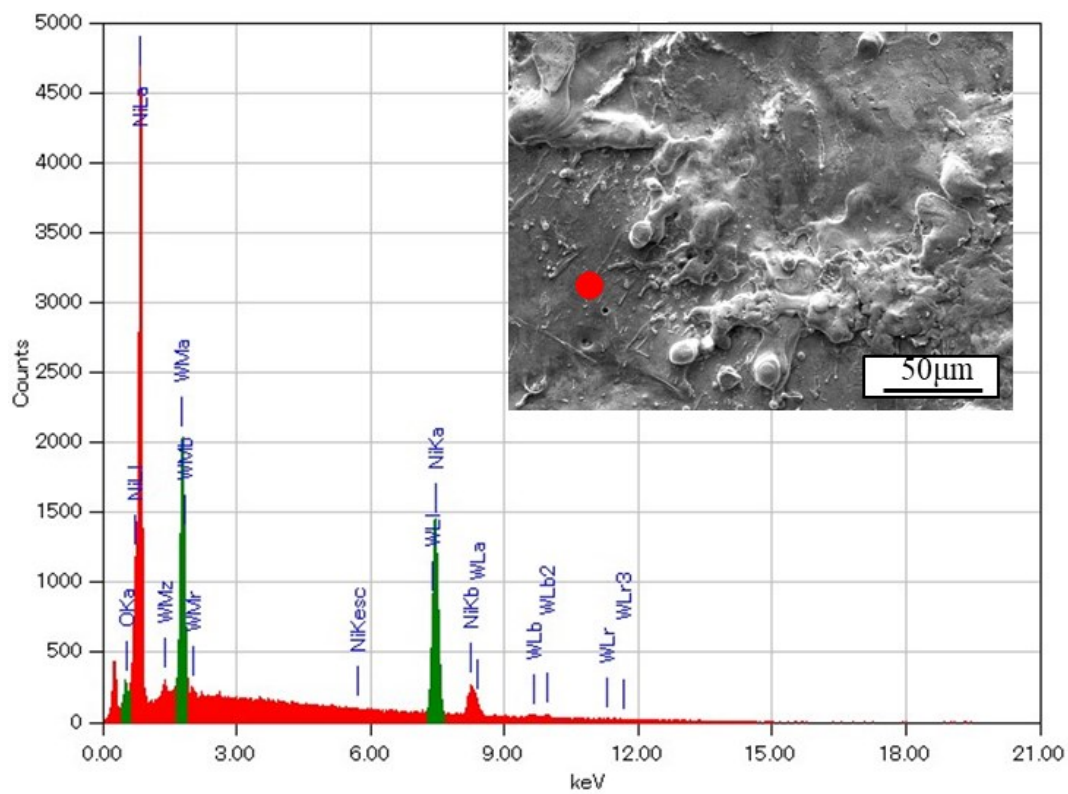 5000
4500
4000
3500
3000
2500
2000
1500
1000
500
0
Counts
0.00 3.00 6.00 9.00 12.00 15.00 18.00 21.00
keV
OKa
NiLl
NiLa
WMz
WMa
WMb
WMr
NiKesc
WLl
NiKa
NiKb
WLa
WLb
WLb2
WLr
WLr3
50μm